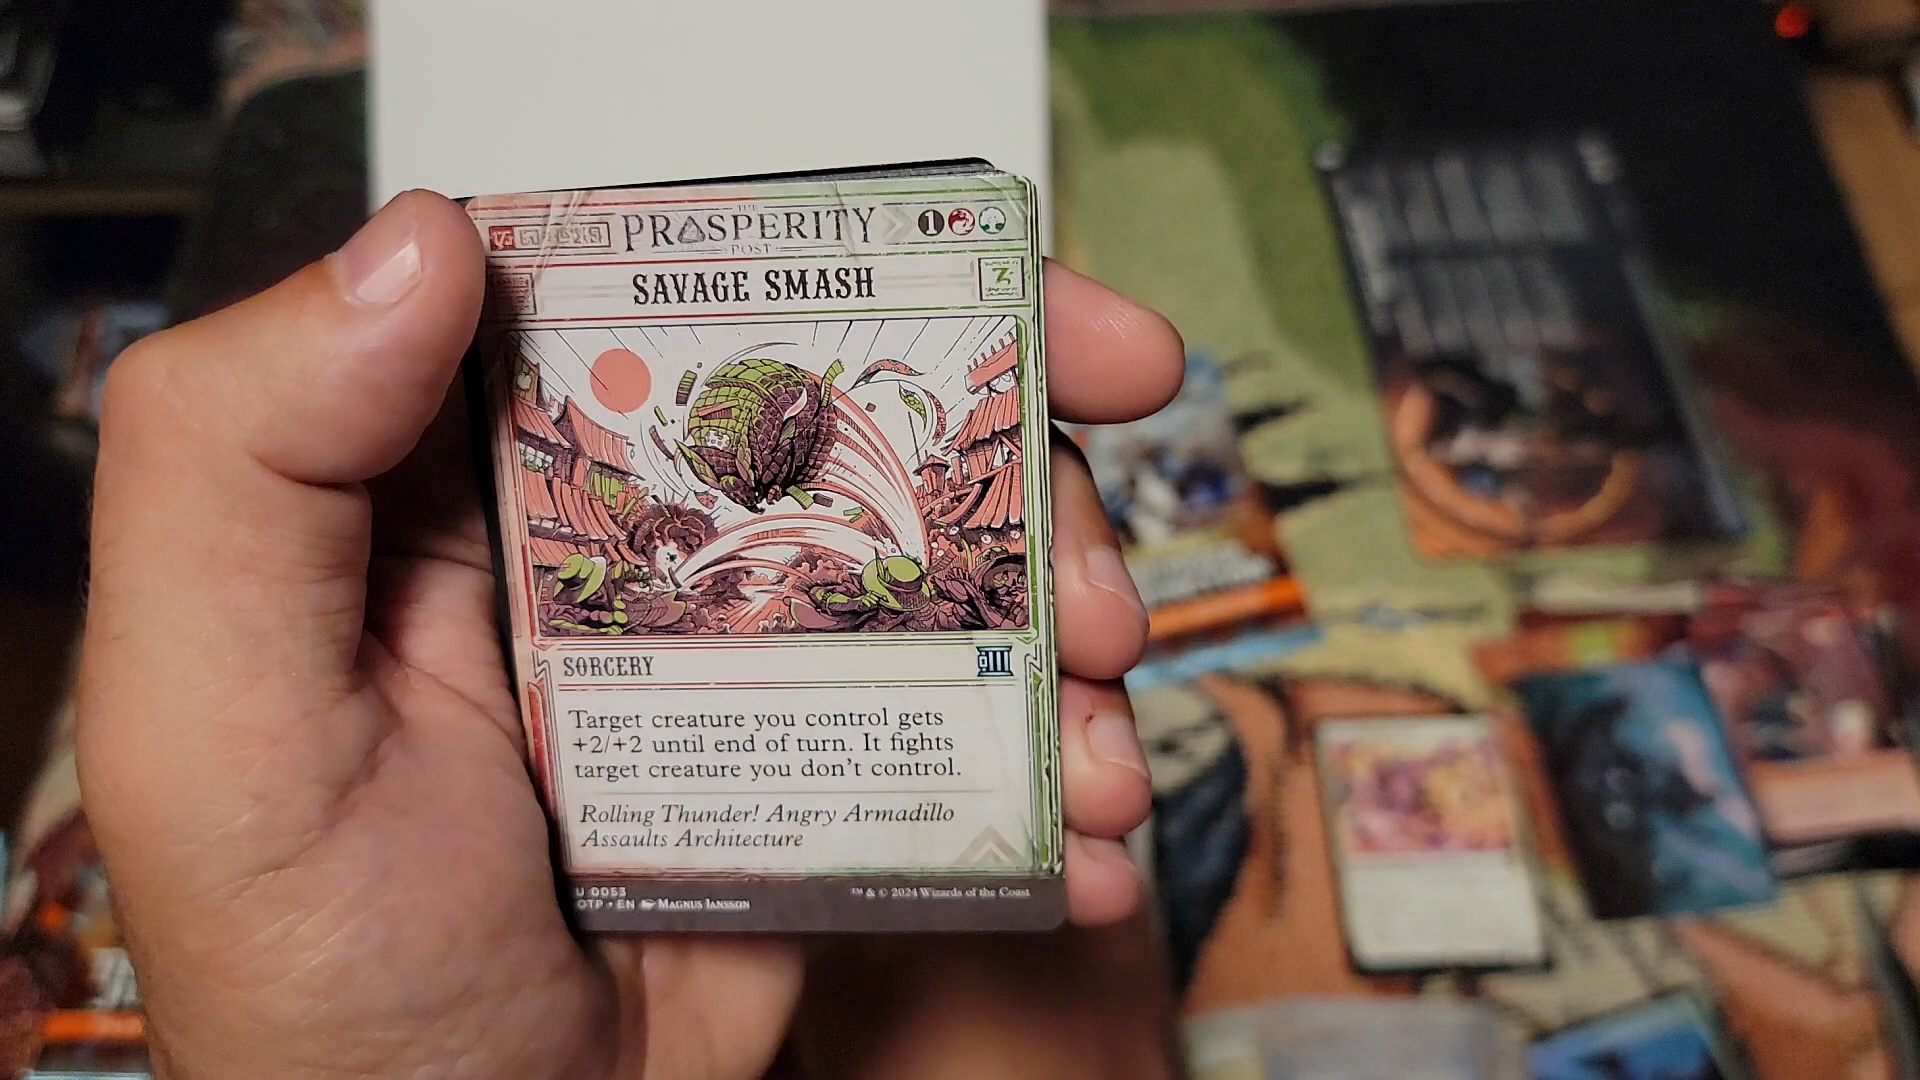 THE
PROSPERITY
POST
1
SAVAGE SMASH
SORCERY
Target creature you control gets
+2/+2 until end of turn. It fights
target creature you don't control.
Rolling Thunder! Angry Armadillo
Assaults Architecture
U 0053
OTP • EN MAGNUS JANSSON
™ & © 2024 Wizards of the Coast